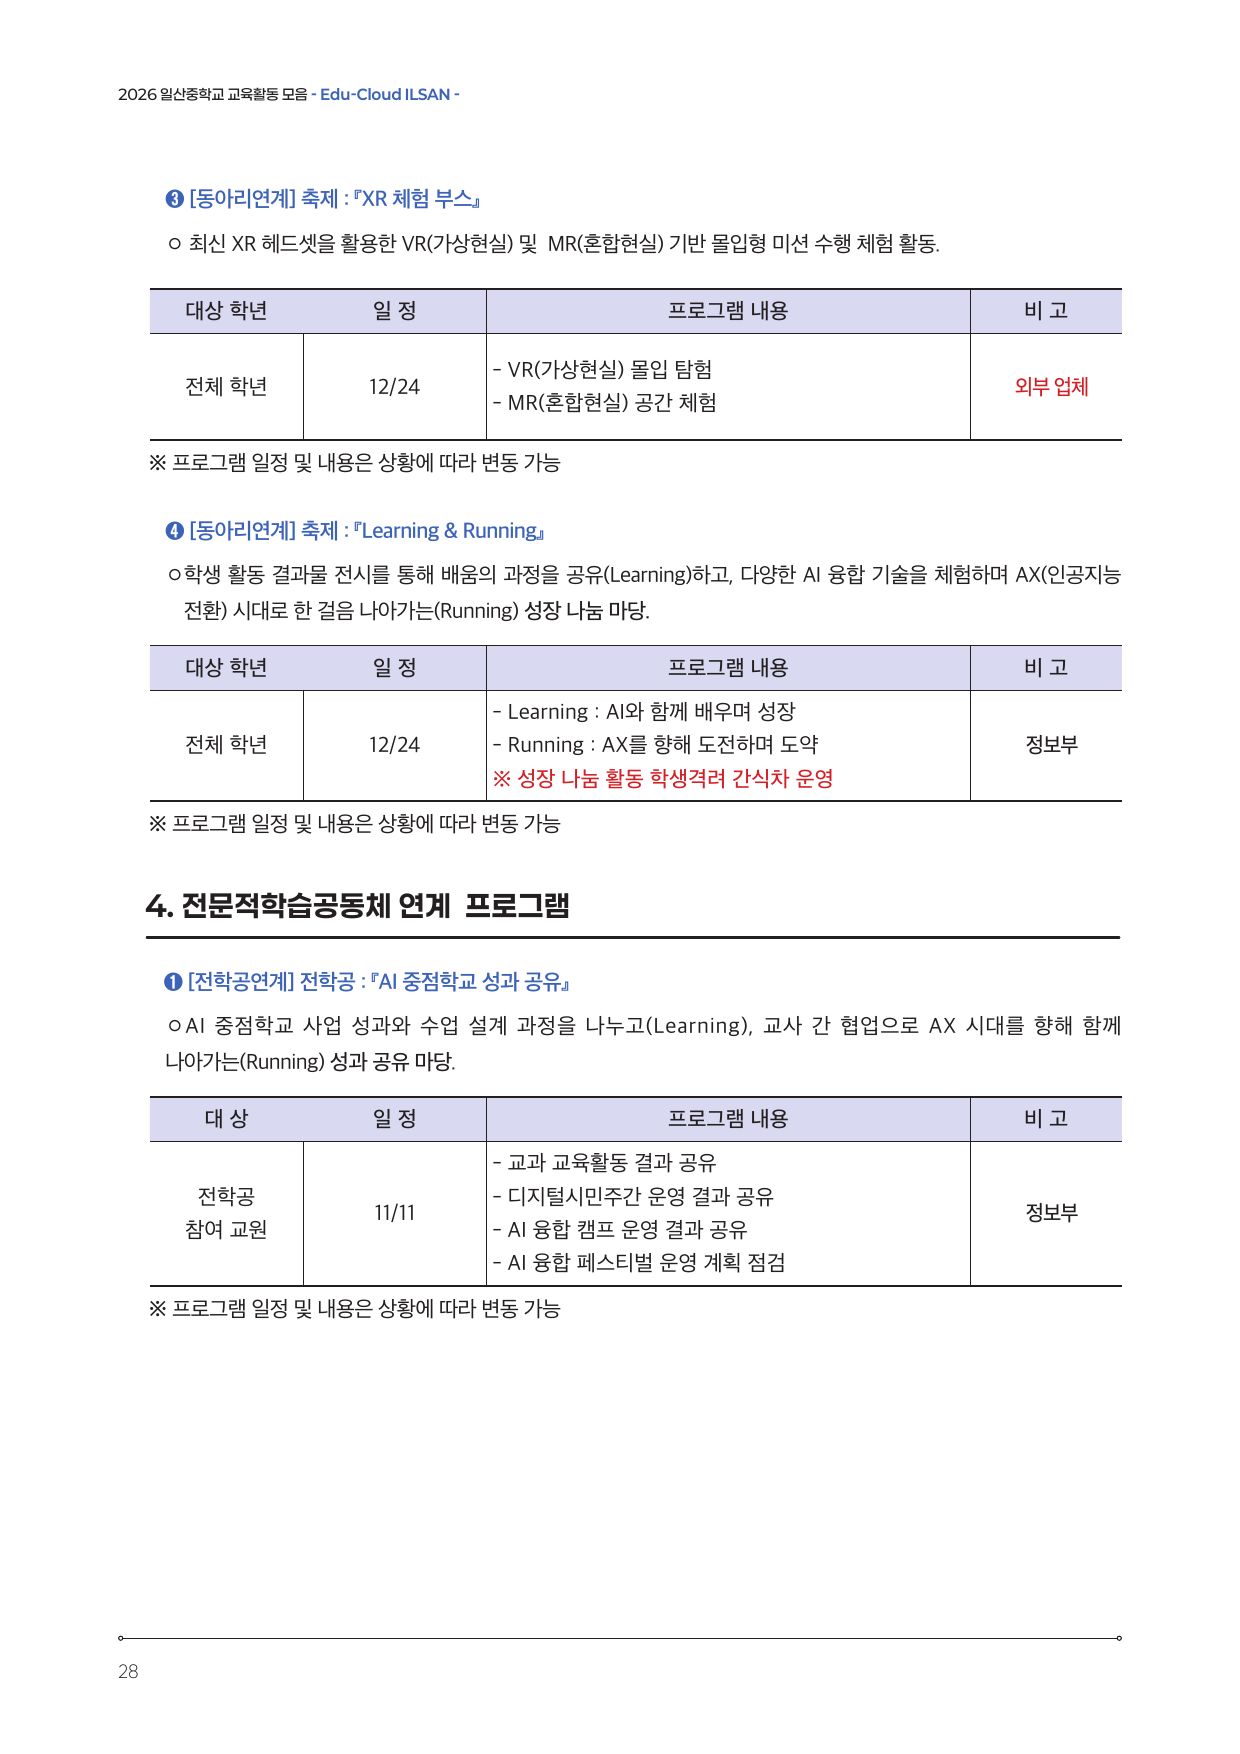 2026 일산중학교 교육활동 모음 - Edu-Cloud ILSAN -
❸ [동아리연계] 축제 : 『XR 체험 부스』
○ 최신 XR 헤드셋을 활용한 VR(가상현실) 및 MR(혼합현실) 기반 몰입형 미션 수행 체험 활동.
대상 학년 일 정 프로그램 내용 비 고
전체 학년 12/24 - VR(가상현실) 몰입 탐험
- MR(혼합현실) 공간 체험
외부 업체
※ 프로그램 일정 및 내용은 상황에 따라 변동 가능
❹ [동아리연계] 축제 : 『Learning & Running』
○학생 활동 결과물 전시를 통해 배움의 과정을 공유(Learning)하고, 다양한 AI 융합 기술을 체험하며 AX(인공지능
전환) 시대로 한 걸음 나아가는(Running) 성장 나눔 마당.
대상 학년 일 정 프로그램 내용 비 고
- Learning : AI와 함께 배우며 성장
전체 학년 12/24 - Running : AX를 향해 도전하며 도약 정보부
※ 성장 나눔 활동 학생격려 간식차 운영
※ 프로그램 일정 및 내용은 상황에 따라 변동 가능
4. 전문적학습공동체 연계 프로그램
❶ [전학공연계] 전학공 : 『AI 중점학교 성과 공유』
○AI 중점학교 사업 성과와 수업 설계 과정을 나누고(Learning), 교사 간 협업으로 AX 시대를 향해 함께
나아가는(Running) 성과 공유 마당.
대 상 일 정 프로그램 내용 비 고
전학공
참여 교원
11/11
- 교과 교육활동 결과 공유
- 디지털시민주간 운영 결과 공유
- AI 융합 캠프 운영 결과 공유
- AI 융합 페스티벌 운영 계획 점검
정보부
※ 프로그램 일정 및 내용은 상황에 따라 변동 가능
28